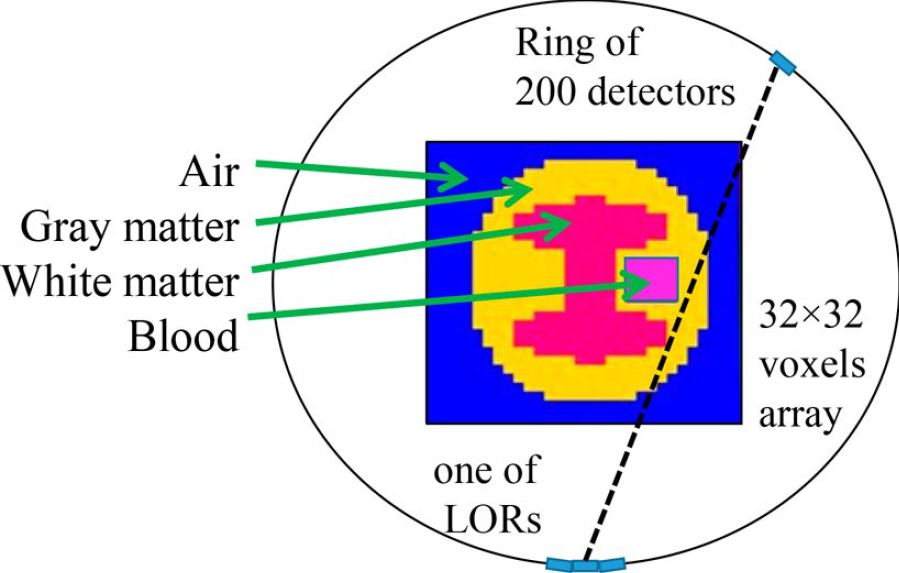 Ring of
200 detectors
Air
Gray matter
White matter
Blood
32×32
voxels
array
one of
LORs